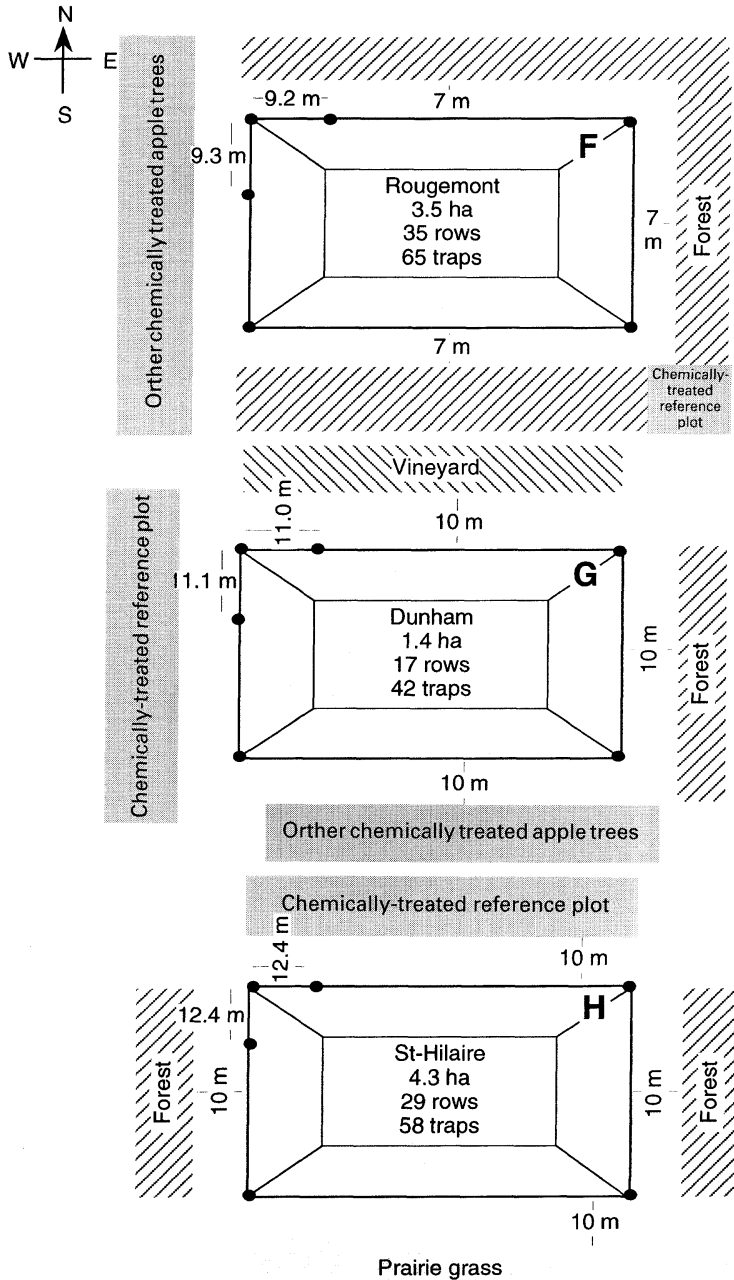 N
W E
S
Orther chemically treated apple trees
9.2 m
7 m
9.3 m
F
Rougemont
3.5 ha
35 rows
65 traps
7
m
Forest
7 m
Chemically-
treated
reference
plot
Vineyard
Chemically-treated reference plot
11.0 m
10 m
11.1 m
G
Dunham
1.4 ha
17 rows
42 traps
10 m
Forest
10 m
Orther chemically treated apple trees
Chemically-treated reference plot
12.4 m
10 m
12.4 m
H
Forest
10 m
St-Hilaire
4.3 ha
29 rows
58 traps
10 m
Forest
10 m
Prairie grass